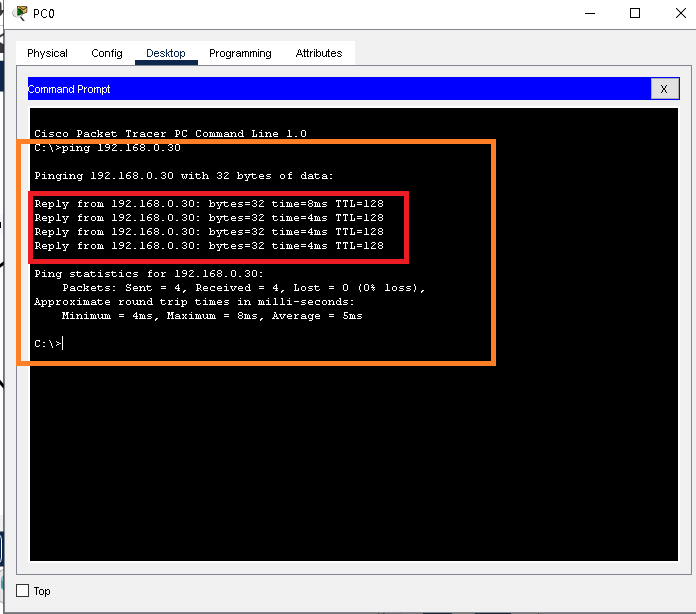 PC0
Physical Config Desktop Programming Attributes
Command Prompt X
Cisco Packet Tracer PC Command Line 1.0
C:\>ping 192.168.0.30
Pinging 192.168.0.30 with 32 bytes of data:
Reply from 192.168.0.30: bytes=32 time=8ms TTL=128
Reply from 192.168.0.30: bytes=32 time=4ms TTL=128
Reply from 192.168.0.30: bytes=32 time=4ms TTL=128
Reply from 192.168.0.30: bytes=32 time=4ms TTL=128
Ping statistics for 192.168.0.30:
Packets: Sent = 4, Received = 4, Lost = 0 (0% loss),
Approximate round trip times in milli-seconds:
Minimum = 4ms, Maximum = 8ms, Average = 5ms
C:\>
Top